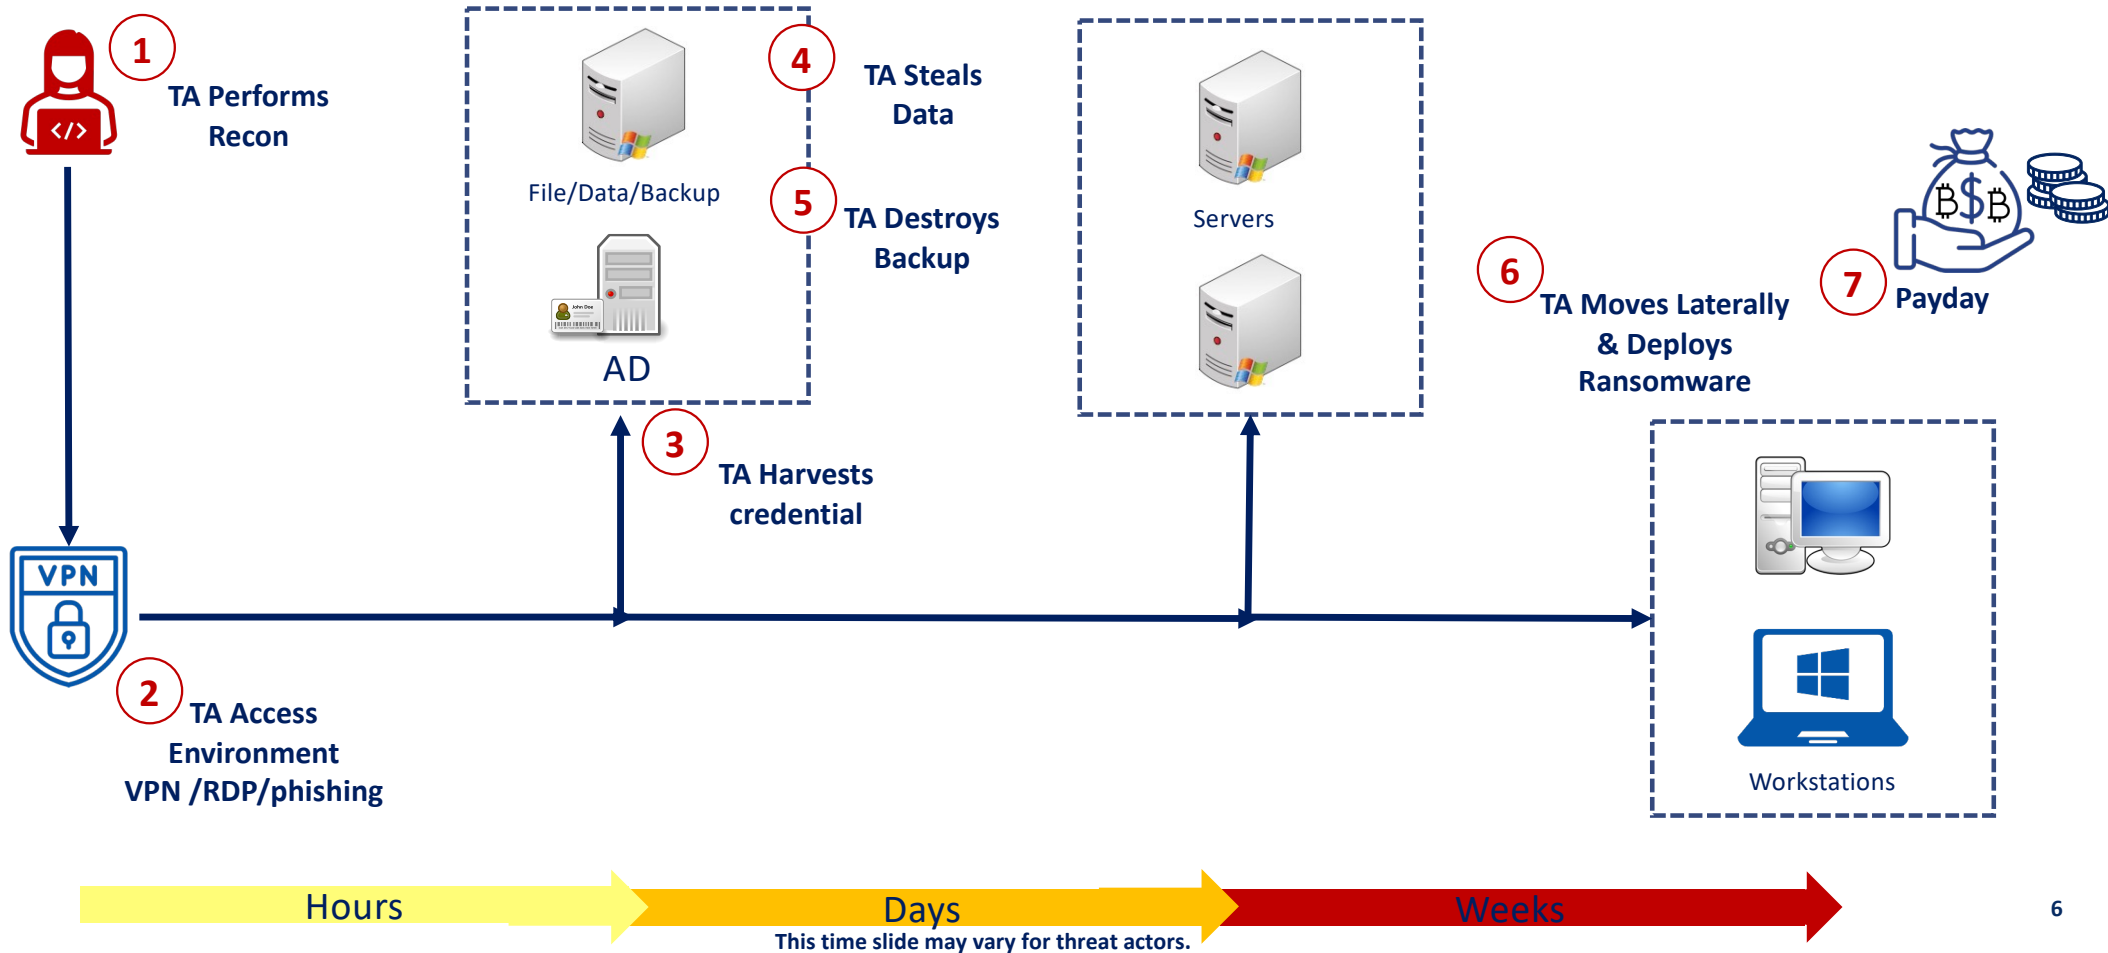 1
TA Performs
Recon
</>
VPN
2
TA Access
Environment
VPN /RDP/phishing
File/Data/Backup
John Doe
AD
3
TA Harvests
credential
4
TA Steals
Data
5
TA Destroys
Backup
Servers
6
TA Moves Laterally
& Deploys
Ransomware
Workstations
₿$₿
7
Payday
Hours
Days
Weeks
This time slide may vary for threat actors.
6